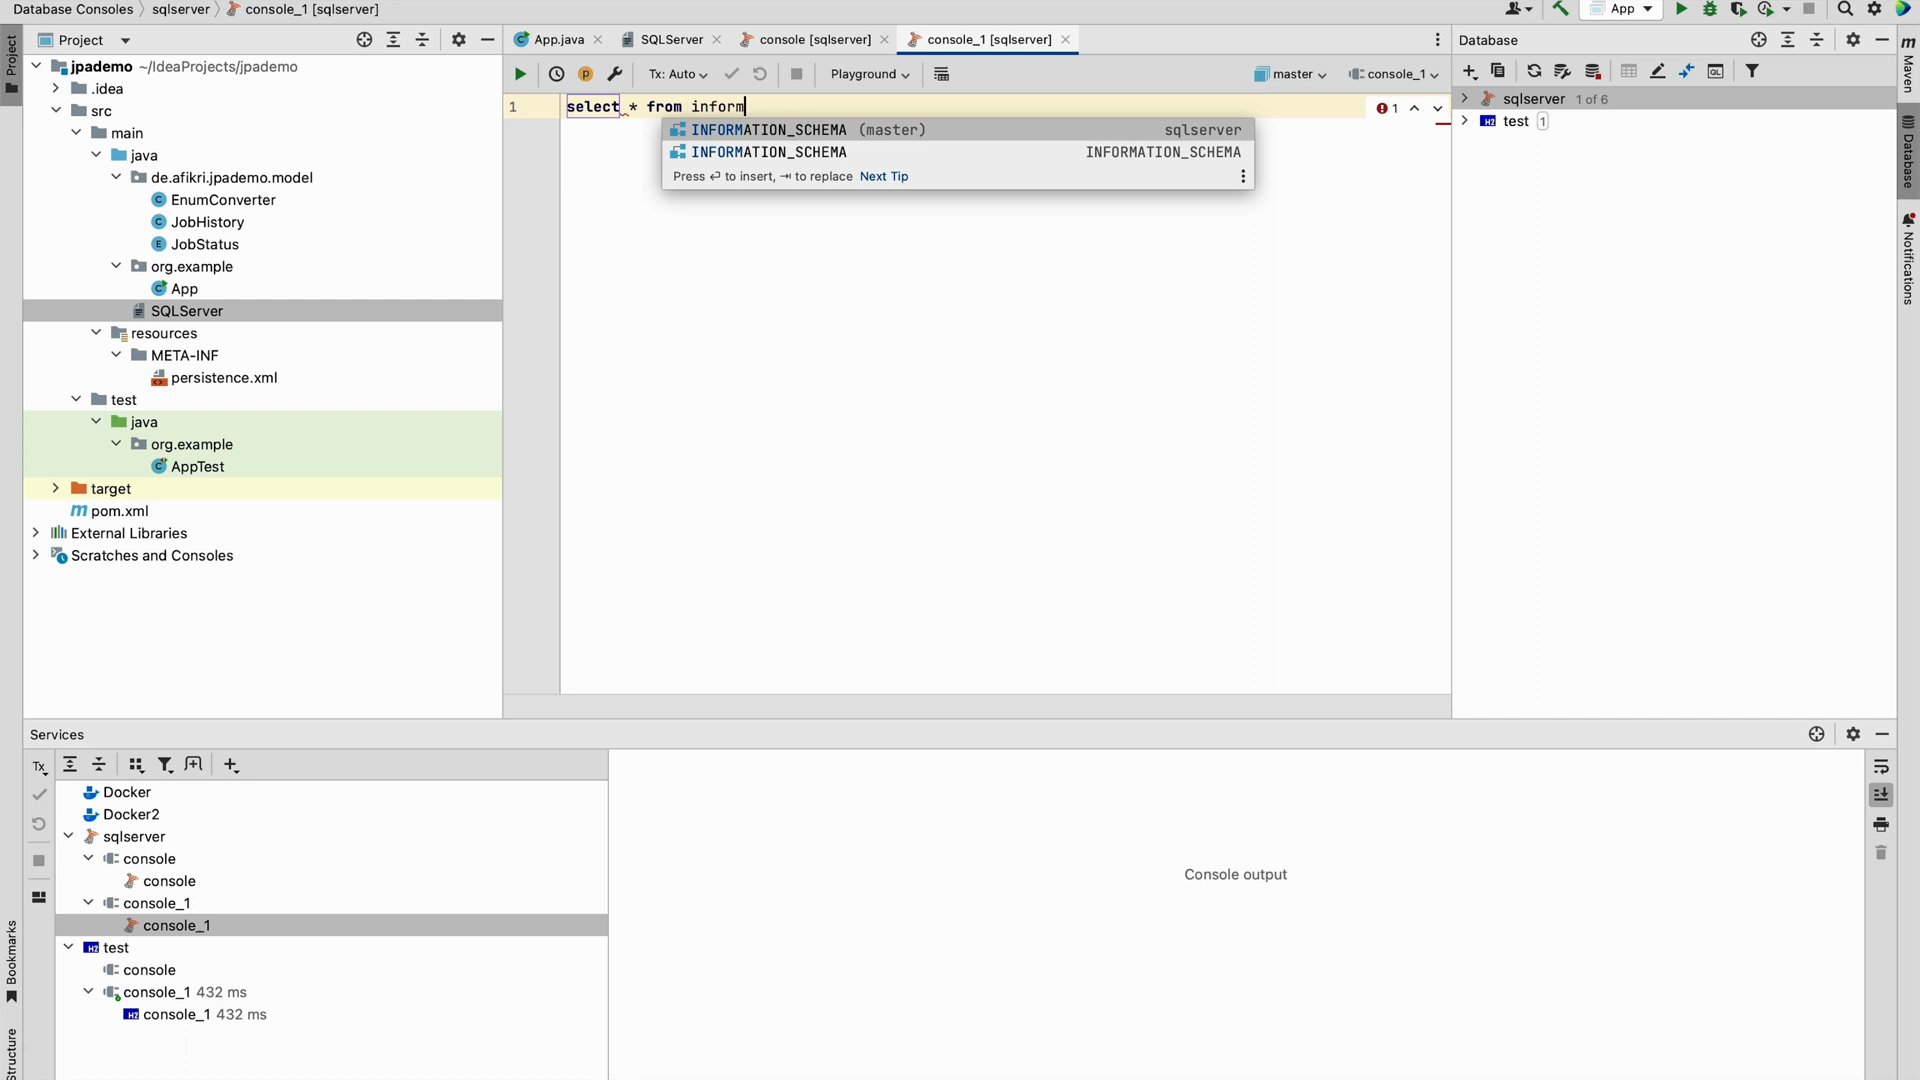 Database Consoles
sqlserver
console_1 [sqlserver]
App
Project
Project
jpademo ~/IdeaProjects/jpademo
.idea
src
main
java
de.afikri.jpademo.model
EnumConverter
JobHistory
JobStatus
org.example
App
SQLServer
resources
META-INF
persistence.xml
test
java
org.example
AppTest
target
pom.xml
External Libraries
Scratches and Consoles
App.java
SQLServer
console [sqlserver]
console_1 [sqlserver]
Tx: Auto
Playground
master
console_1
1
select * from inform
1
INFORMATION_SCHEMA (master) sqlserver
INFORMATION_SCHEMA INFORMATION_SCHEMA
Press ⏎ to insert, ⇥ to replace Next Tip
Database
sqlserver 1 of 6
test 1
Maven
Database
Notifications
Services
Tx
Docker
Docker2
sqlserver
console
console
console_1
console_1
test
console
console_1 432 ms
console_1 432 ms
Console output
Bookmarks
Structure